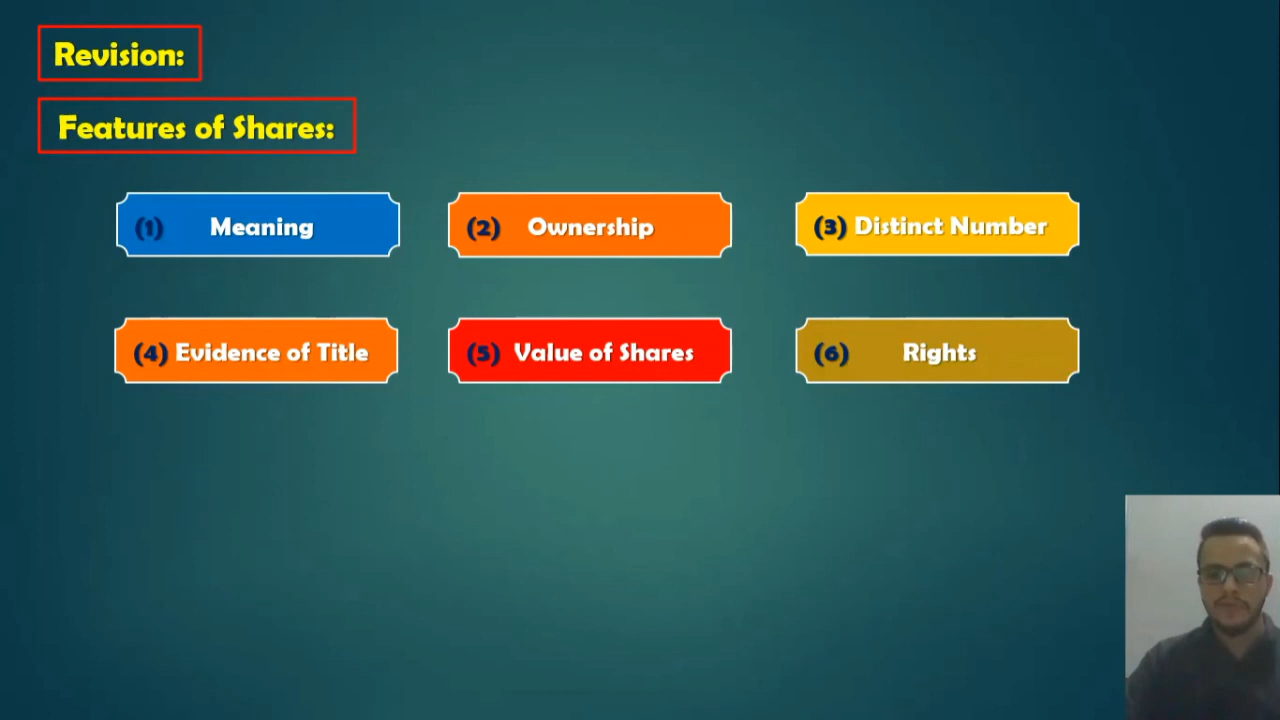 Revision:
Features of Shares:
(1) Meaning
(2) Ownership
(3) Distinct Number
(4) Evidence of Title
(5) Value of Shares
(6) Rights